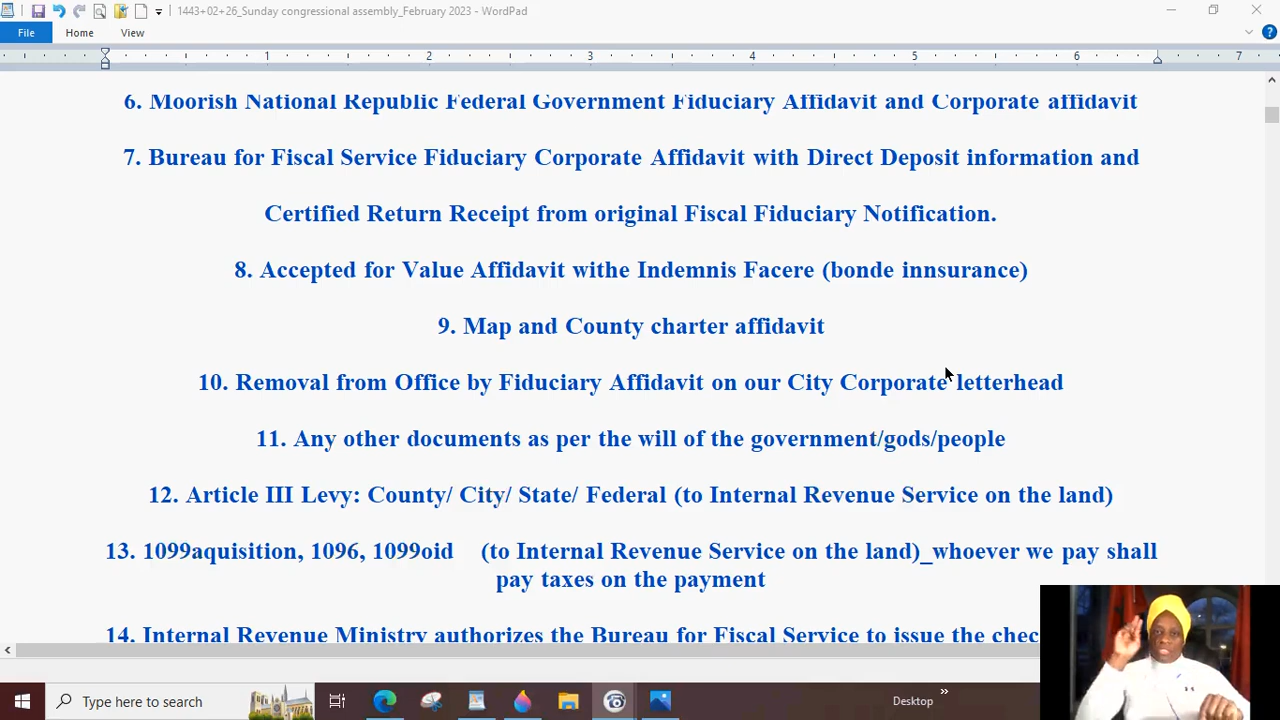 1443+02+26_Sunday congressional assembly_February 2023 - WordPad
File Home View
1 2 3 4 5 6 7
6. Moorish National Republic Federal Government Fiduciary Affidavit and Corporate affidavit
7. Bureau for Fiscal Service Fiduciary Corporate Affidavit with Direct Deposit information and
Certified Return Receipt from original Fiscal Fiduciary Notification.
8. Accepted for Value Affidavit withe Indemnis Facere (bonde innsurance)
9. Map and County charter affidavit
10. Removal from Office by Fiduciary Affidavit on our City Corporate letterhead
11. Any other documents as per the will of the government/gods/people
12. Article III Levy: County/ City/ State/ Federal (to Internal Revenue Service on the land)
13. 1099aquisition, 1096, 1099oid (to Internal Revenue Service on the land)_whoever we pay shall
pay taxes on the payment
14. Internal Revenue Ministry authorizes the Bureau for Fiscal Service to issue the chec
Type here to search
Desktop